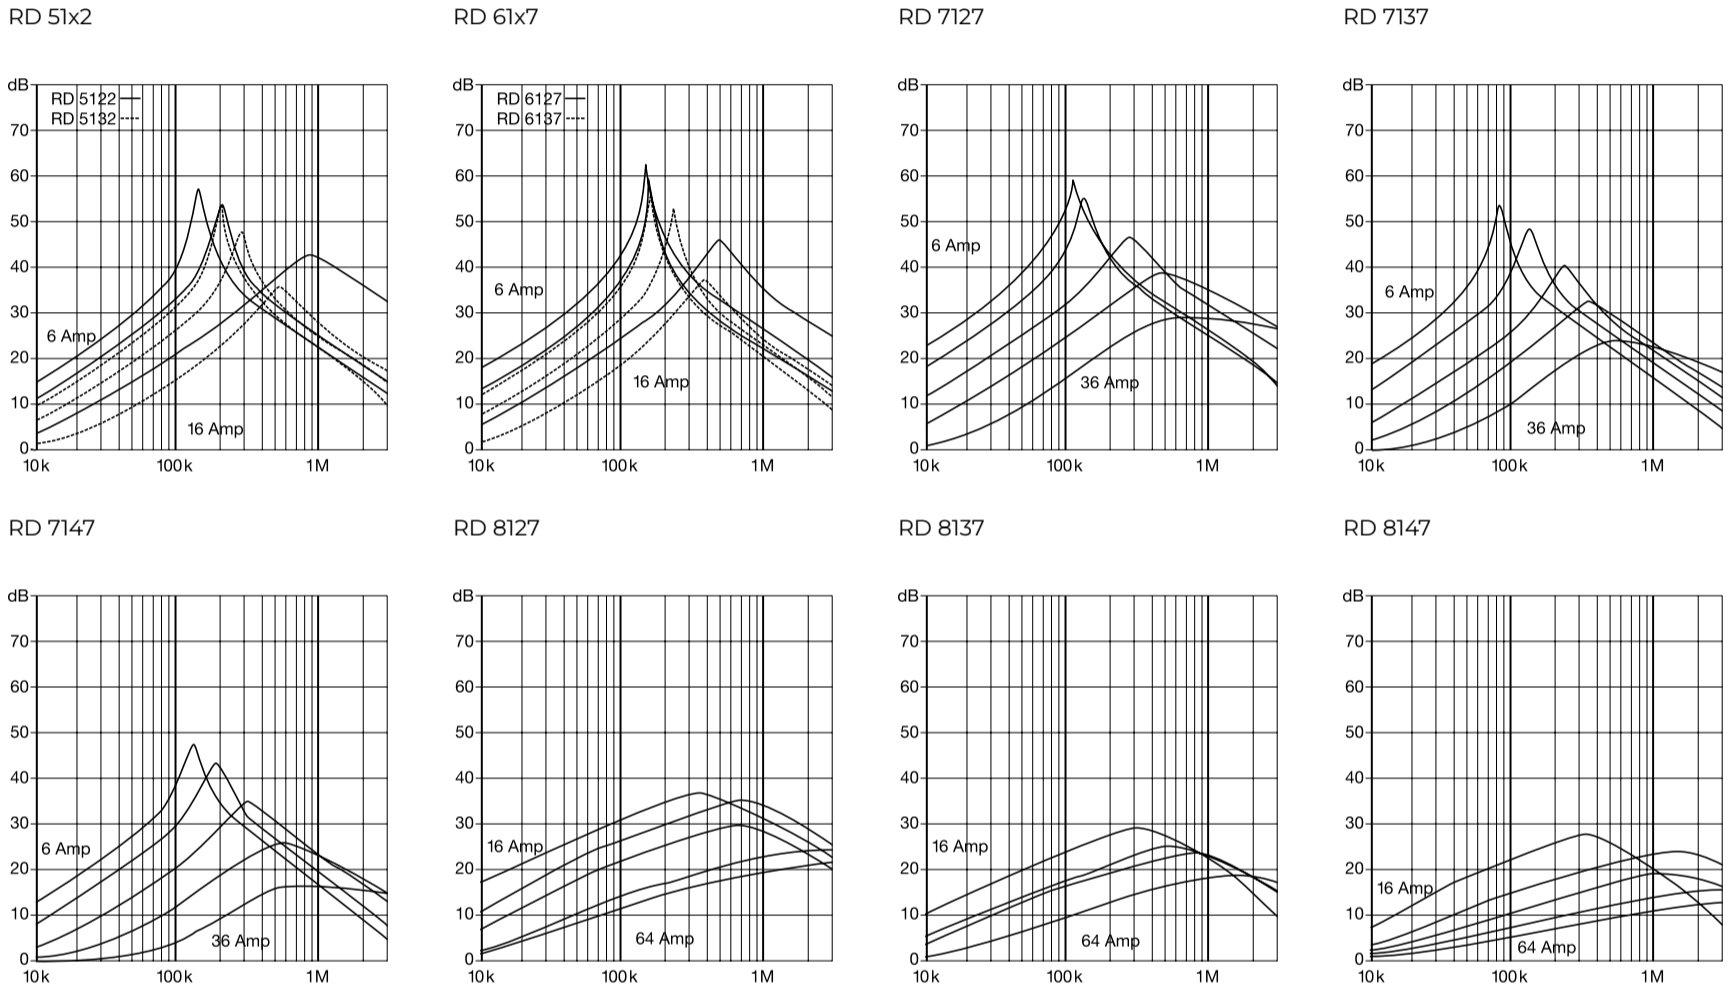 RD 51x2 RD 61x7 RD 7127 RD 7137
dB dB dB dB
RD 5122 RD 6127
RD 5132 RD 6137
70 70 70 70
60 60 60 60
50 50 50 50
6 Amp
40 40 40 40
6 Amp 6 Amp
30 30 30 30
6 Amp
20 20 20 20
16 Amp 36 Amp
10 10 10 10
16 Amp 36 Amp
0 0 0 0
10k 100k 1M 10k 100k 1M 10k 100k 1M 10k 100k 1M
RD 7147 RD 8127 RD 8137 RD 8147
dB dB dB dB
70 70 70 70
60 60 60 60
50 50 50 50
40 40 40 40
30 30 30 30
6 Amp 16 Amp 16 Amp
20 20 20 20
16 Amp
10 10 10 10
36 Amp 64 Amp 64 Amp 64 Amp
0 0 0 0
10k 100k 1M 10k 100k 1M 10k 100k 1M 10k 100k 1M